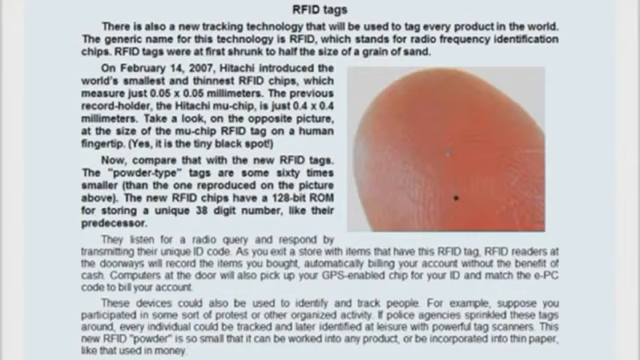 RFID tags
There is also a new tracking technology that will be used to tag every product in the world.
The generic name for this technology is RFID, which stands for radio frequency identification
chips. RFID tags were at first shrunk to half the size of a grain of sand.
On February 14, 2007, Hitachi introduced the
world's smallest and thinnest RFID chips, which
measure just 0.05 x 0.05 millimeters. The previous
record-holder, the Hitachi mu-chip, is just 0.4 x 0.4
millimeters. Take a look, on the opposite picture,
at the size of the mu-chip RFID tag on a human
fingertip. (Yes, it is the tiny black spot!)
Now, compare that with the new RFID tags.
The "powder-type" tags are some sixty times
smaller (than the one reproduced on the picture
above). The new RFID chips have a 128-bit ROM
for storing a unique 38 digit number, like their
predecessor.
They listen for a radio query and respond by
transmitting their unique ID code. As you exit a store with items that have this RFID tag, RFID readers at
the doorways will record the items you bought, automatically billing your account without the benefit of
cash. Computers at the door will also pick up your GPS-enabled chip for your ID and match the e-PC
code to bill your account.
These devices could also be used to identify and track people. For example, suppose you
participated in some sort of protest or other organized activity. If police agencies sprinkled these tags
around, every individual could be tracked and later identified at leisure with powerful tag scanners. This
new RFID "powder" is so small that it can be worked into any product, or be incorporated into thin paper,
like that used in money.